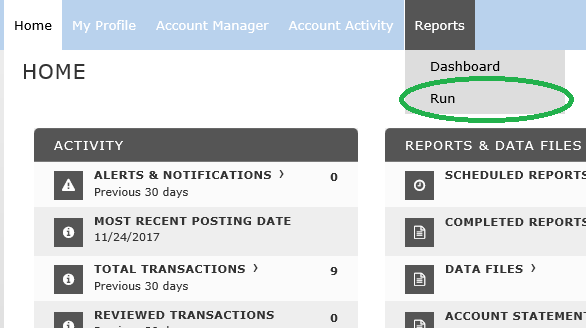 Home My Profile Account Manager Account Activity Reports
Dashboard
Run
HOME
ACTIVITY
ALERTS & NOTIFICATIONS › 0
Previous 30 days
MOST RECENT POSTING DATE
11/24/2017
TOTAL TRANSACTIONS › 9
Previous 30 days
REVIEWED TRANSACTIONS 0
REPORTS & DATA FILES
SCHEDULED REPORTS
COMPLETED REPORTS
DATA FILES ›
ACCOUNT STATEMENT